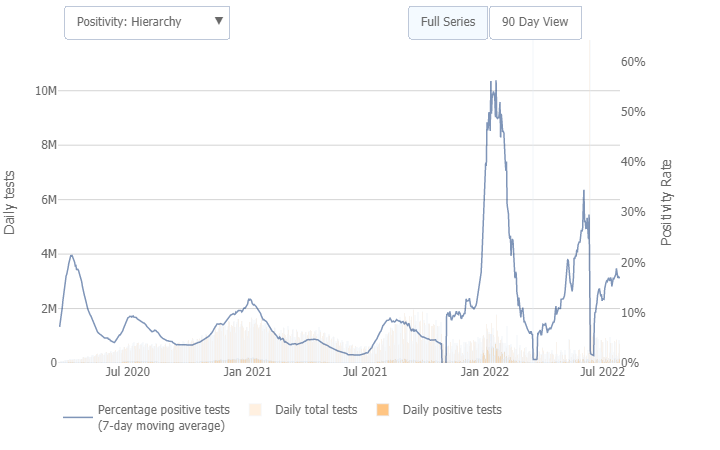 Positivity: Hierarchy ▼
Full Series
90 Day View
60%
10M
50%
8M
40%
6M
30%
4M
20%
2M
10%
0
0%
Daily tests
Positivity Rate
Jul 2020
Jan 2021
Jul 2021
Jan 2022
Jul 2022
Percentage positive tests
(7-day moving average)
Daily total tests
Daily positive tests